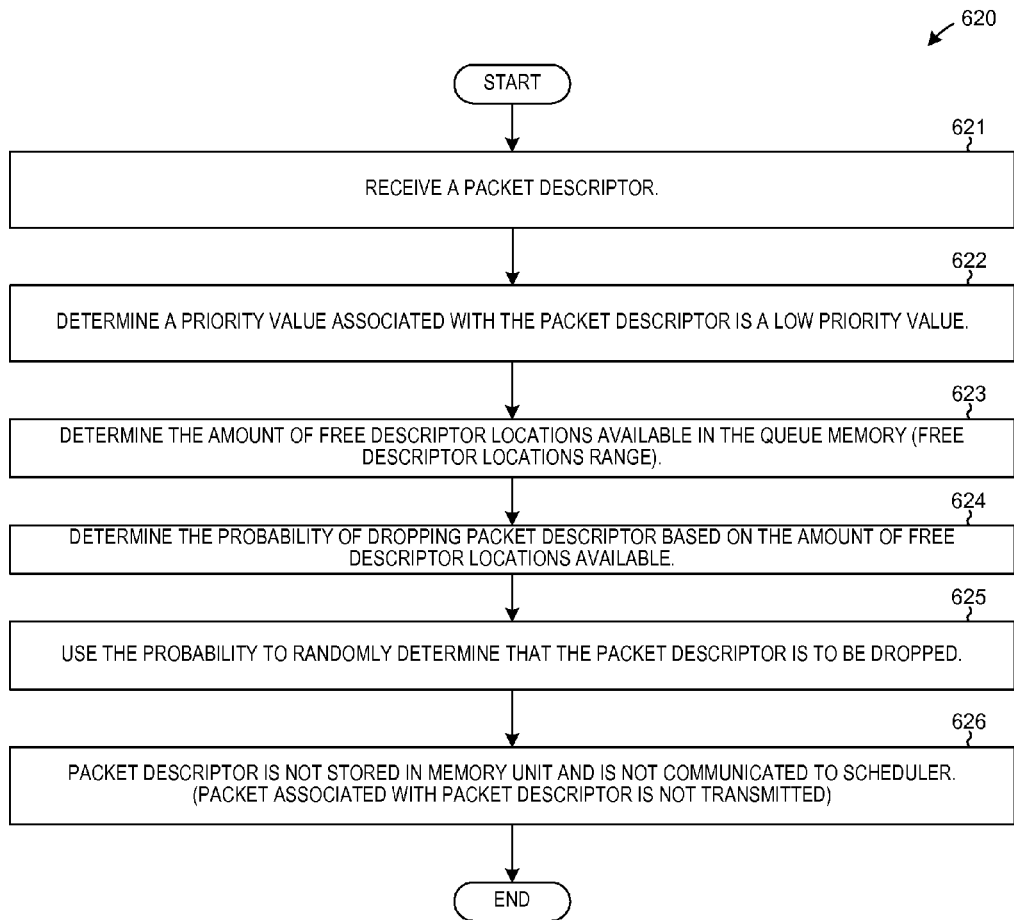 620
START
621
RECEIVE A PACKET DESCRIPTOR.
622
DETERMINE A PRIORITY VALUE ASSOCIATED WITH THE PACKET DESCRIPTOR IS A LOW PRIORITY VALUE.
623
DETERMINE THE AMOUNT OF FREE DESCRIPTOR LOCATIONS AVAILABLE IN THE QUEUE MEMORY (FREE
DESCRIPTOR LOCATIONS RANGE).
624
DETERMINE THE PROBABILITY OF DROPPING PACKET DESCRIPTOR BASED ON THE AMOUNT OF FREE
DESCRIPTOR LOCATIONS AVAILABLE.
625
USE THE PROBABILITY TO RANDOMLY DETERMINE THAT THE PACKET DESCRIPTOR IS TO BE DROPPED.
626
PACKET DESCRIPTOR IS NOT STORED IN MEMORY UNIT AND IS NOT COMMUNICATED TO SCHEDULER.
(PACKET ASSOCIATED WITH PACKET DESCRIPTOR IS NOT TRANSMITTED)
END